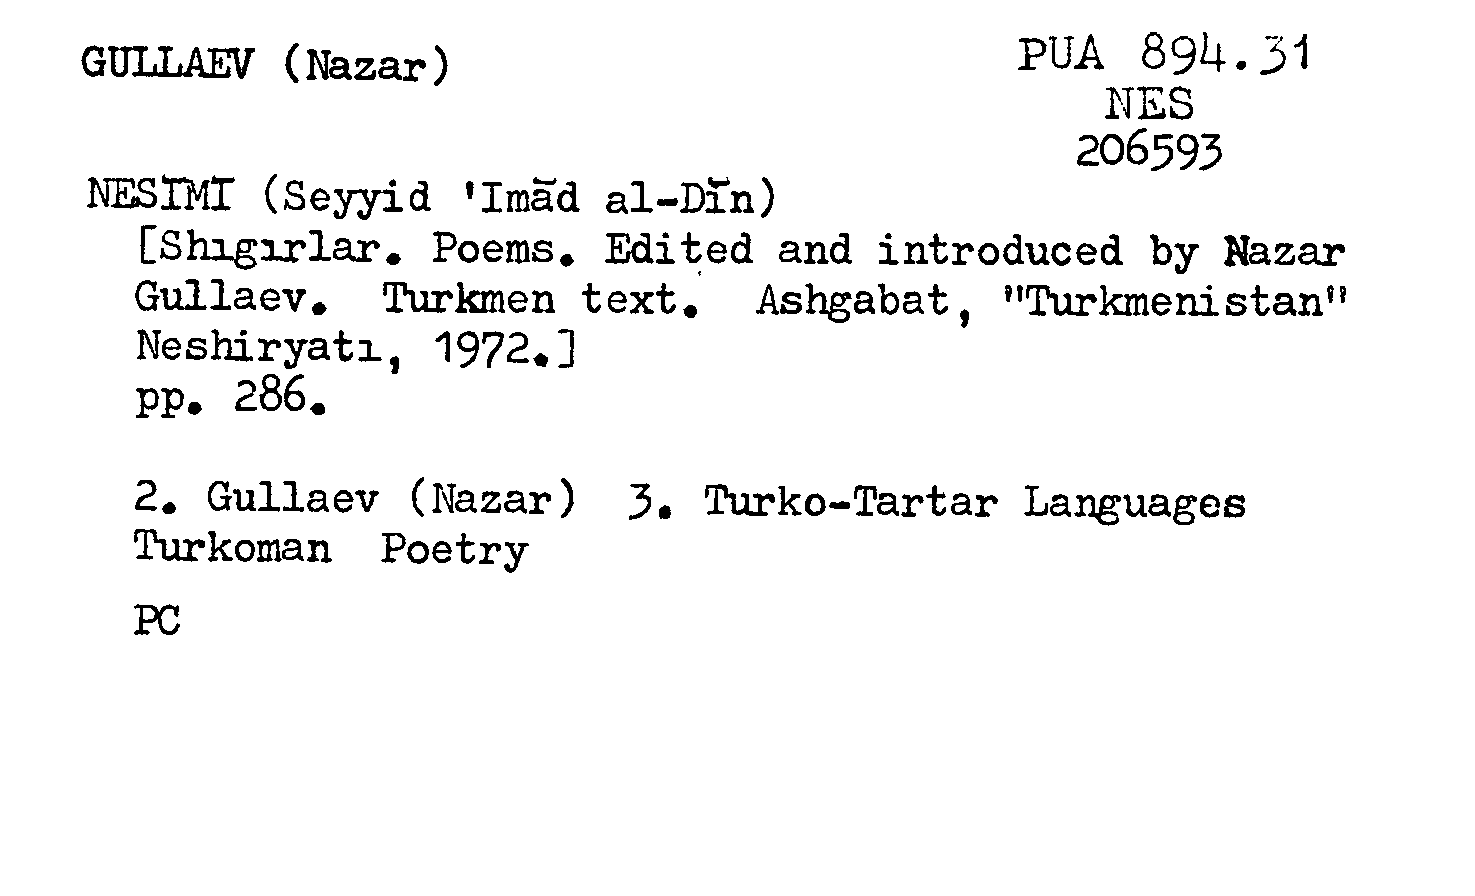 GULLAEV (Nazar)
PUA 894.31
NES
206593
NESĪMĪ (Seyyid 'Imād al-Dīn)
[Shıgırlar. Poems. Edited and introduced by Nazar
Gullaev. Turkmen text. Ashgabat, "Turkmenistan"
Neshiryatı, 1972.]
pp. 286.
2. Gullaev (Nazar) 3. Turko-Tartar Languages
Turkoman Poetry
PC